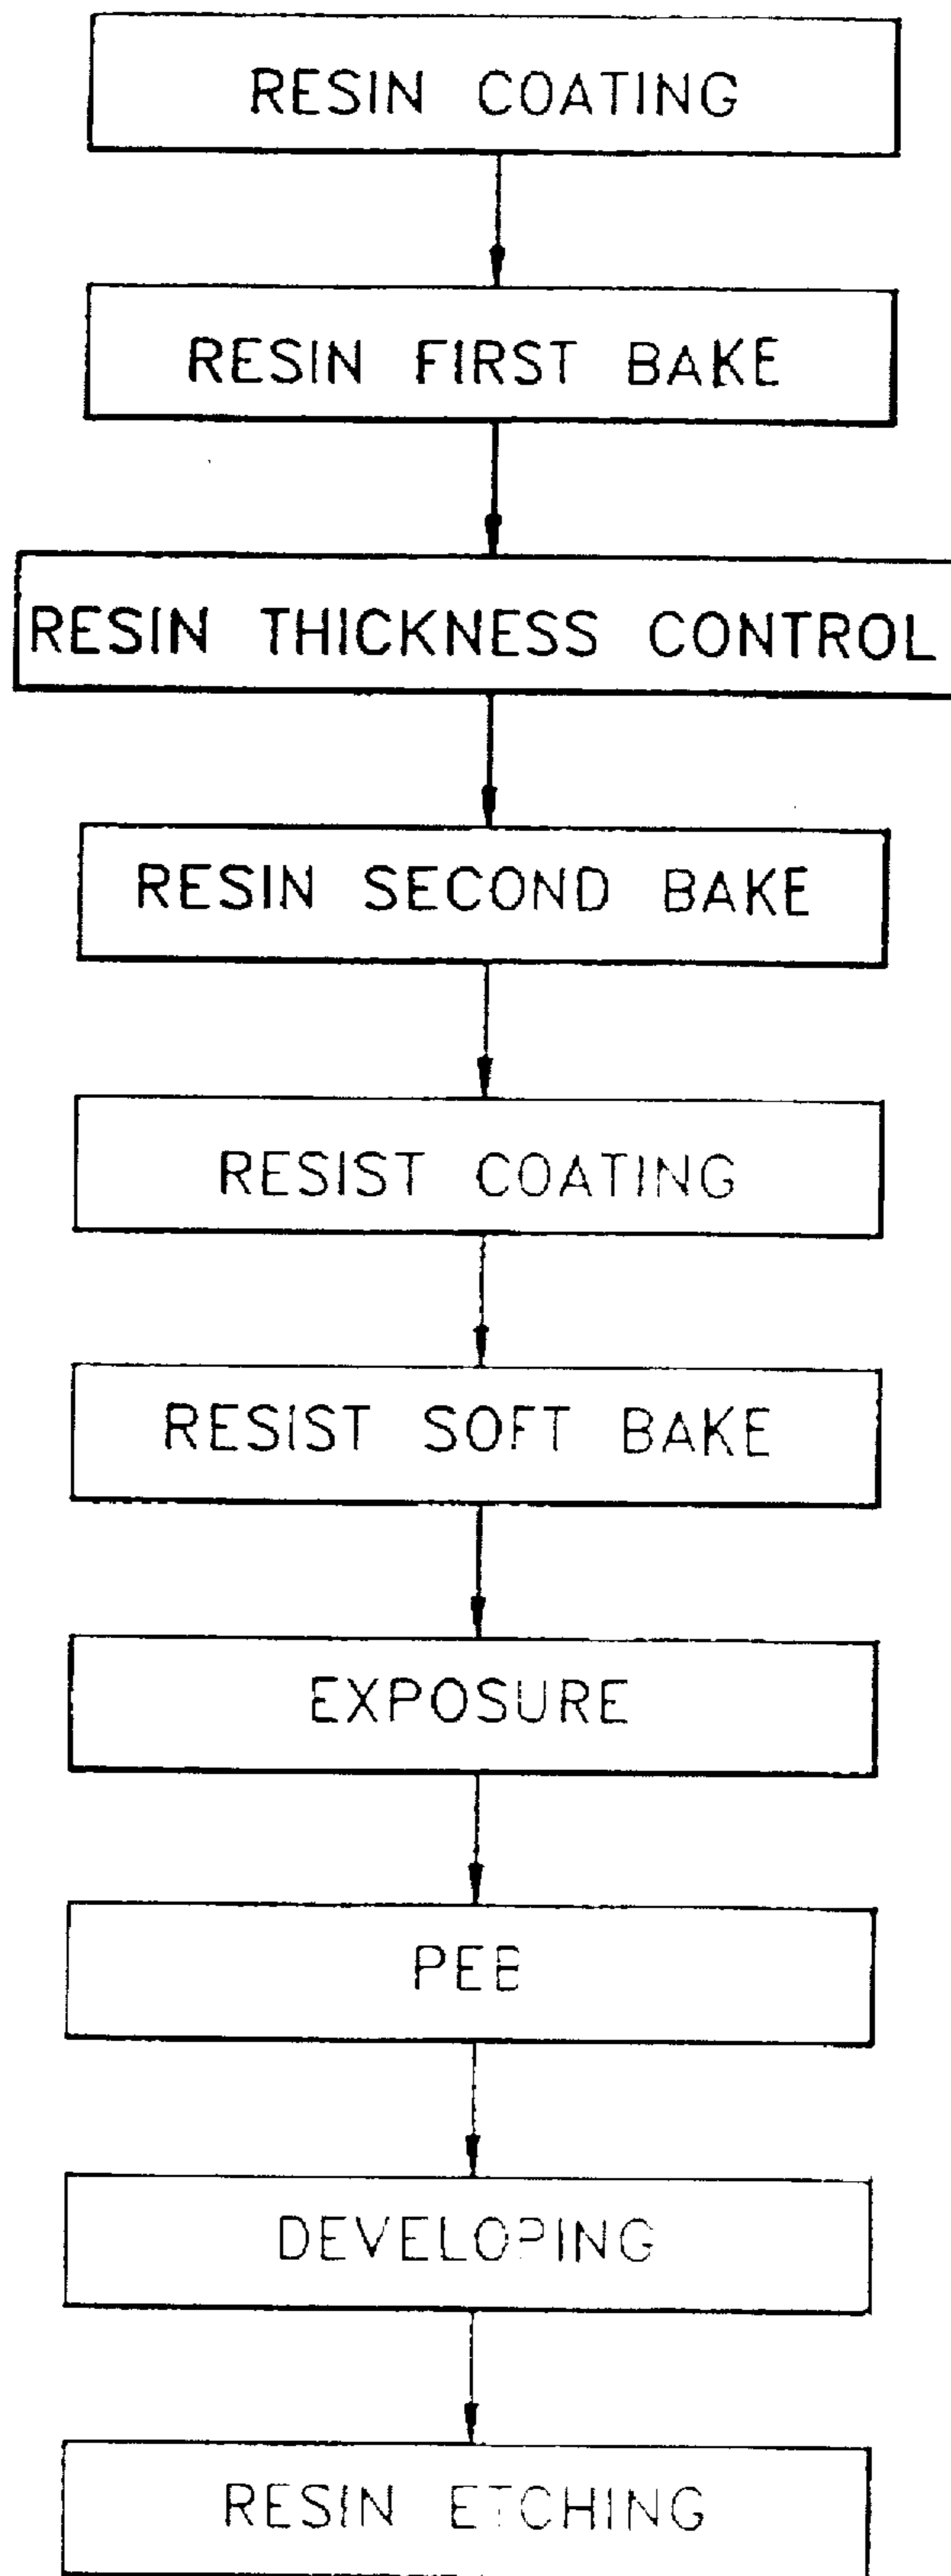 RESIN COATING
RESIN FIRST BAKE
RESIN THICKNESS CONTROL
RESIN SECOND BAKE
RESIST COATING
RESIST SOFT BAKE
EXPOSURE
PEB
DEVELOPING
RESIN ETCHING